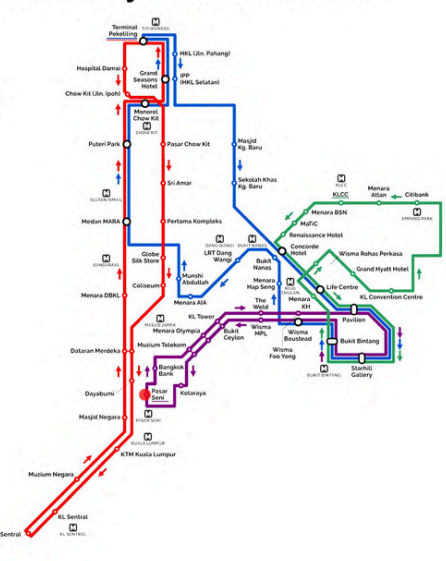 Terminal
Pekeliling
TITIWANGSA
HKL (Jln. Pahang)
Hospital Damai
Grand
Seasons
Hotel
IPP
(HKL Selatan)
Chow Kit (Jln. Ipoh)
Menorel
Chow Kit
CHOW KIT
Puteri Park
Pasar Chow Kit
Masjid
Kg. Baru
Sekolah Khas
Kg. Baru
Sri Amar
SULTAN ISMAIL
KLCC
KLCC
Menara
Atlan
Citibank
AMPANG PARK
Menara BSN
MaTiC
Renaissance Hotel
Concorde
Hotel
Medan MARA
Pertama Kompleks
DANG WANGI
BUKIT NANAS
LRT Dang
Wangi
Bukit
Nanas
Wisma Rohas Perkasa
Grand Hyatt Hotel
KL Convention Centre
Globe
Silk Store
Munshi
Abdullah
Menara
Hap Seng
Coliseum
Menara AIA
Menara DBKL
Menara
KH
Life Centre
The
Weld
Pavilion
MASJID JAMEK
KL Tower
Menara Olympia
Muzium Telekom
Bukit
Ceylon
Wisma
MPL
Wisma
Boustead
Wisma
Fee Yong
Bukit Bintang
BUKIT BINTANG
Starhill
Gallery
Dataran Merdeka
Bangkok
Bank
Dayabumi
Pasar
Seni
Kotaraya
PASAR SENI
Masjid Negara
KUALA LUMPUR
KTM Kuala Lumpur
Muzium Negara
KL Sentral
KL SENTRAL
Sentral